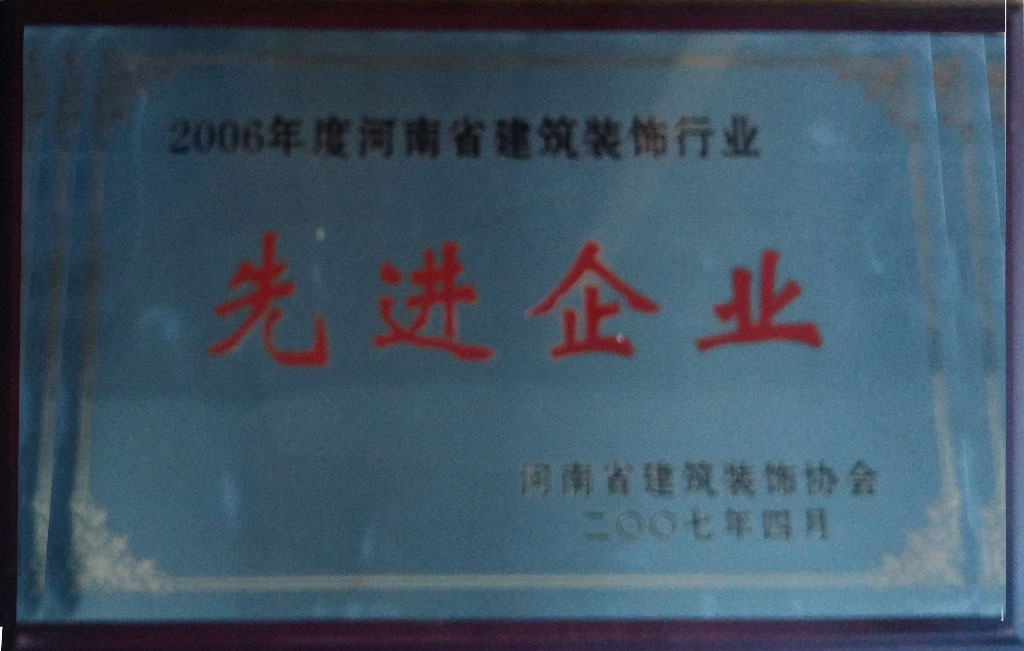 2006年度河南省建筑装饰行业
先进企业
河南省建筑装饰协会
二〇〇七年四月